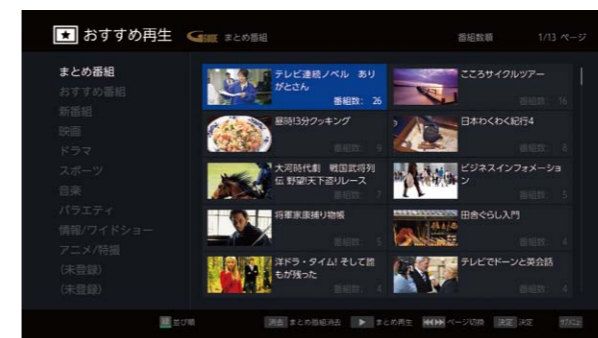 おすすめ再生
まとめ番組
番組数順
1/13 ページ
まとめ番組
おすすめ番組
新番組
映画
ドラマ
スポーツ
音楽
バラエティ
情報/ワイドショー
アニメ/特撮
(未登録)
(未登録)
テレビ連続ノベル あり
がとさん
番組数: 26
こころサイクルツアー
番組数: 16
昼時!3分クッキング
番組数: 9
日本わくわく紀行4
番組数: 8
大河時代劇 戦国武将列
伝 野望!天下盗りレース
番組数: 7
ビジネスインフォメーショ
ン
番組数: 5
将軍家康捕り物帳
番組数: 5
田舎ぐらし入門
番組数: 4
洋ドラ・タイム! そして誰
もが残った
番組数: 4
テレビでドーンと英会話
番組数: 4
緑 並び順
消去 まとめ番組消去
まとめ再生
ページ切換
決定 決定
サブメニュー